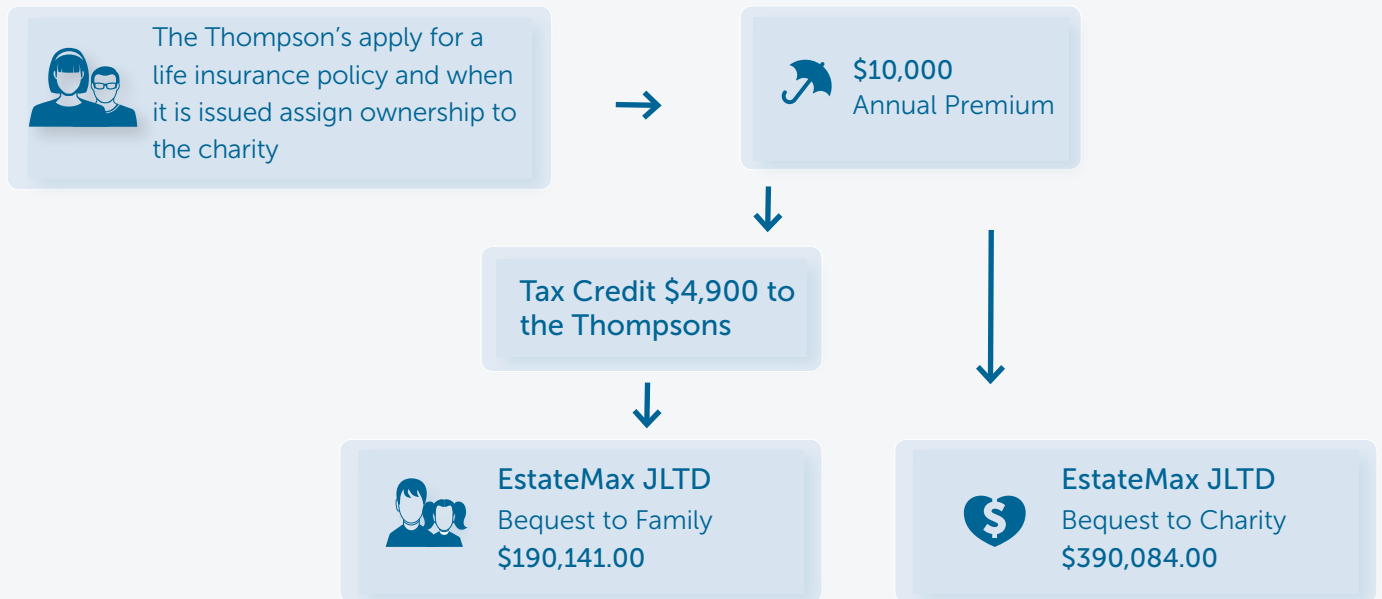 The Thompson’s apply for a
life insurance policy and when
it is issued assign ownership to
the charity
$10,000
Annual Premium
Tax Credit $4,900 to
the Thompsons
EstateMax JLTD
Bequest to Family
$190,141.00
EstateMax JLTD
Bequest to Charity
$390,084.00